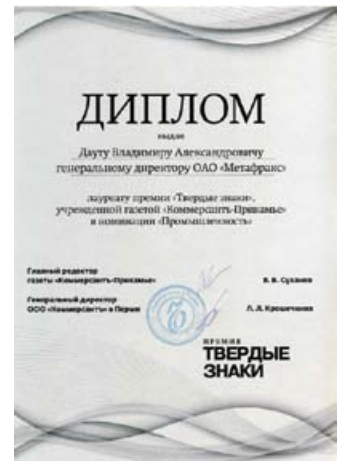 ДИПЛОМ
выдан
Дауту Владимиру Александровичу
генеральному директору ОАО «Метафракс»
лауреату премии «Твердые знаки»,
учрежденной газетой «Коммерсантъ-Прикамье»
в номинации «Промышленность»
Главный редактор
газеты «Коммерсантъ-Прикамье»
В. В. Суханов
Генеральный директор
ООО «Коммерсантъ» в Перми
Л. Л.
ПРЕМИЯ
ТВЕРДЫЕ
ЗНАКИ